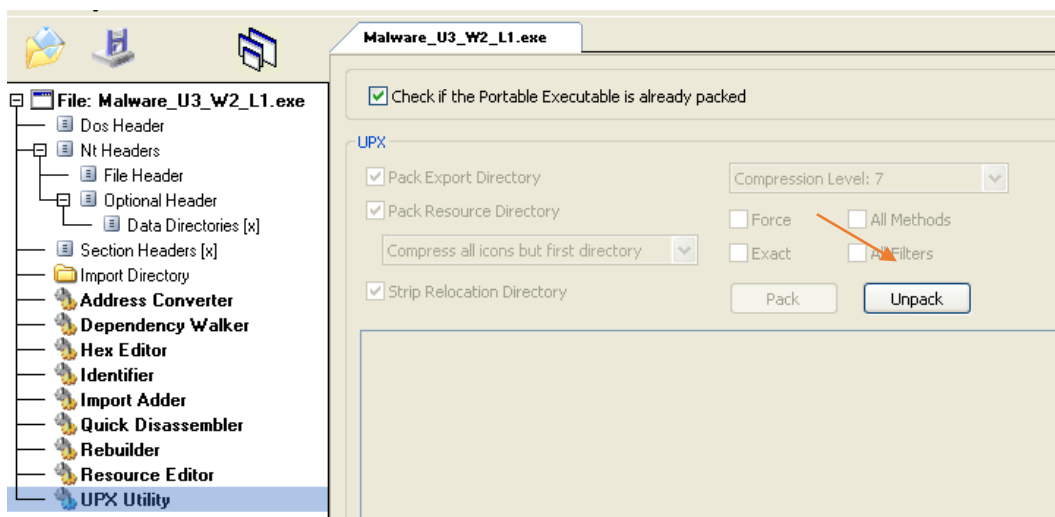 Malware_U3_W2_L1.exe
File: Malware_U3_W2_L1.exe
Dos Header
Nt Headers
File Header
Optional Header
Data Directories [x]
Section Headers [x]
Import Directory
Address Converter
Dependency Walker
Hex Editor
Identifier
Import Adder
Quick Disassembler
Rebuilder
Resource Editor
UPX Utility
Check if the Portable Executable is already packed
UPX
Pack Export Directory
Compression Level: 7
Pack Resource Directory
Force
All Methods
Compress all icons but first directory
Exact
All Filters
Strip Relocation Directory
Pack
Unpack